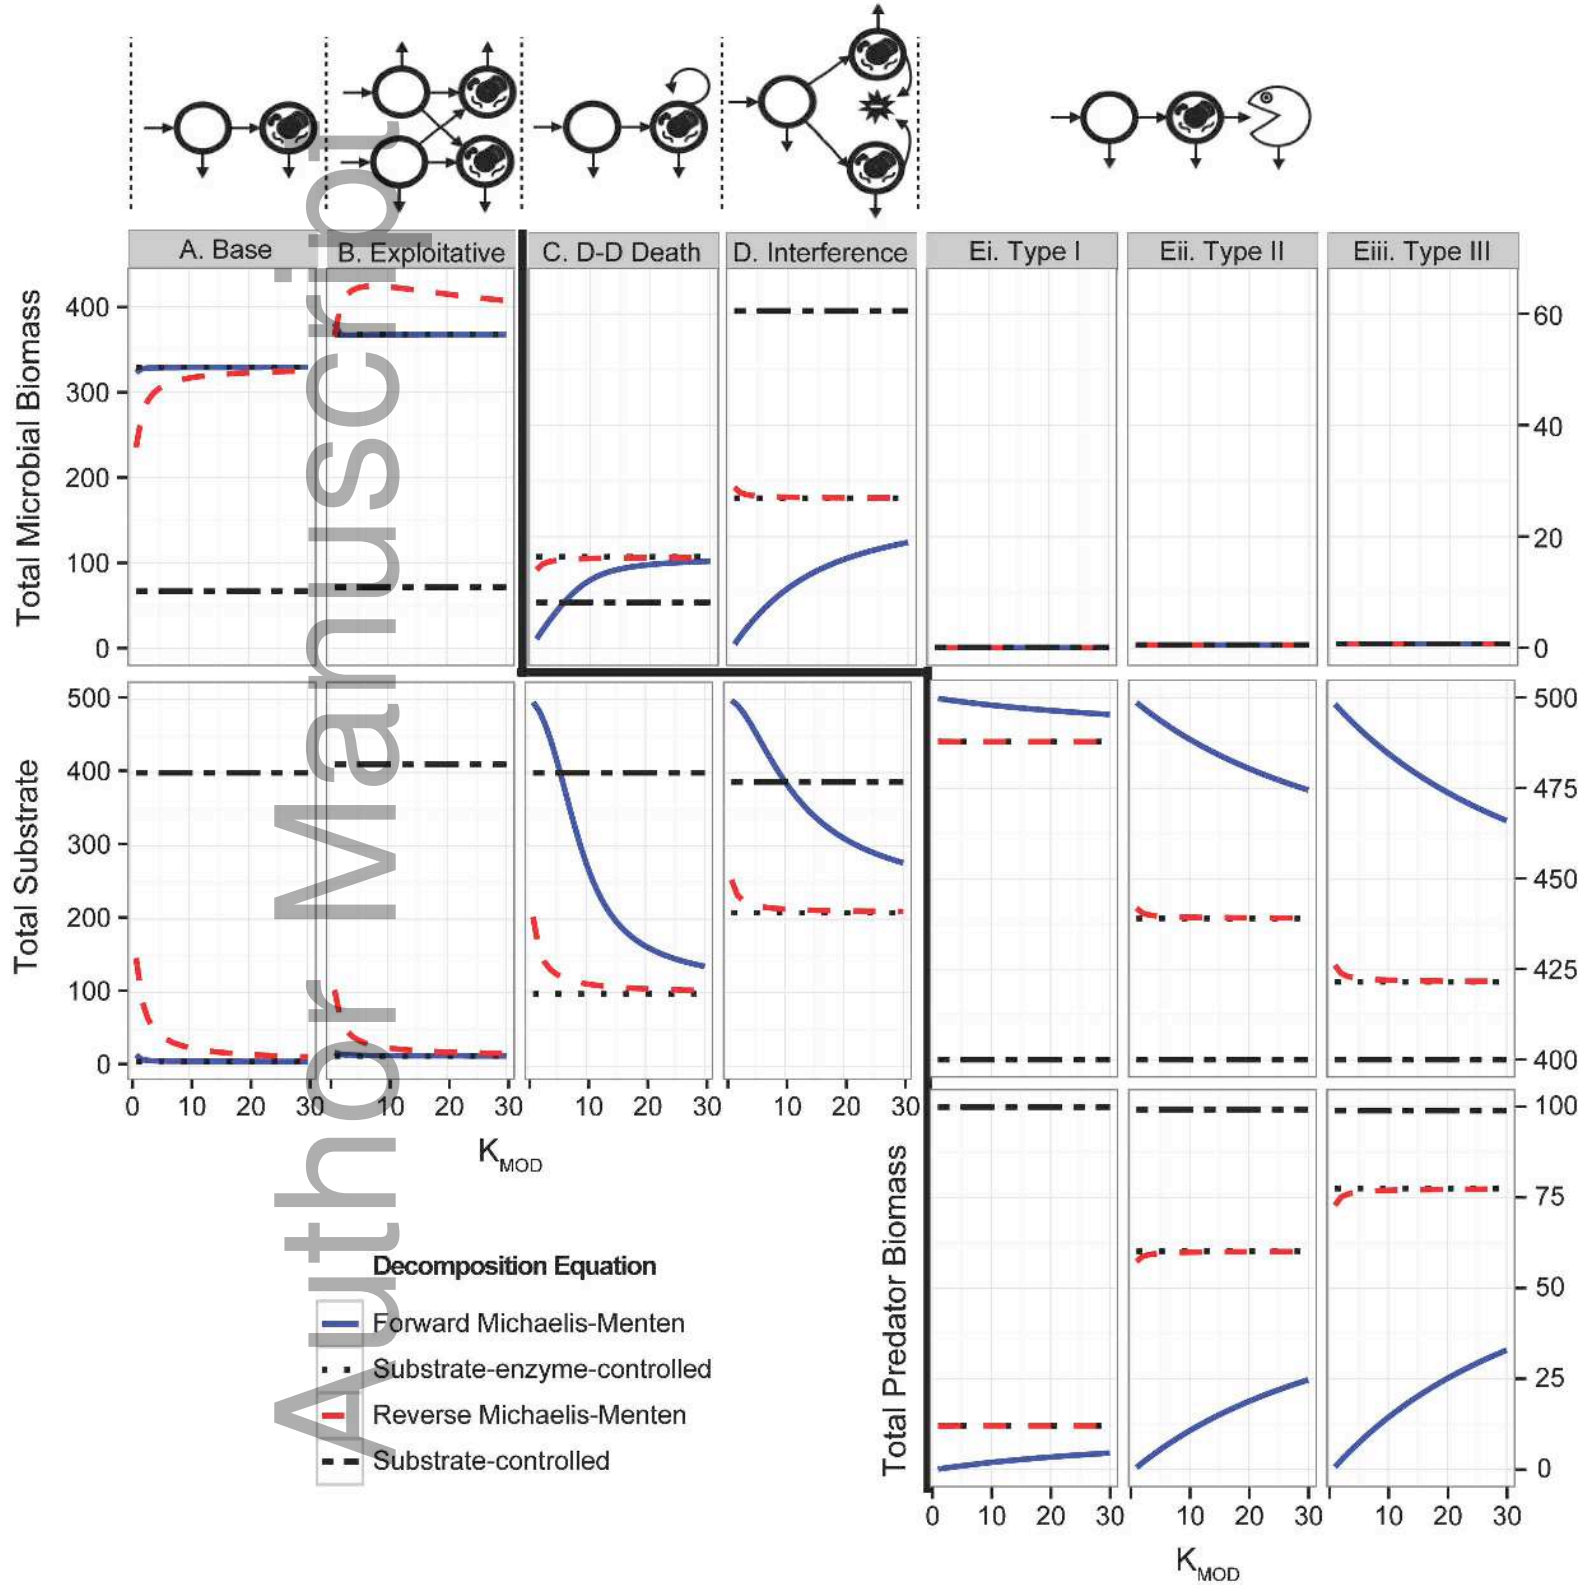 A. Base
B. Exploitative
C. D-D Death
D. Interference
Ei. Type I
Eii. Type II
Eiii. Type III
Total Microbial Biomass
400
300
200
100
0
60
40
20
0
Total Substrate
500
400
300
200
100
0
500
475
450
425
400
0 10 20 30 10 20 30 0 10 20 30 10 20 30
K_MOD
Total Predator Biomass
100
75
50
25
0
0 10 20 30 10 20 30 10 20 30
K_MOD
Decomposition Equation
Forward Michaelis-Menten
Substrate-enzyme-controlled
Reverse Michaelis-Menten
Substrate-controlled
Author Manuscript